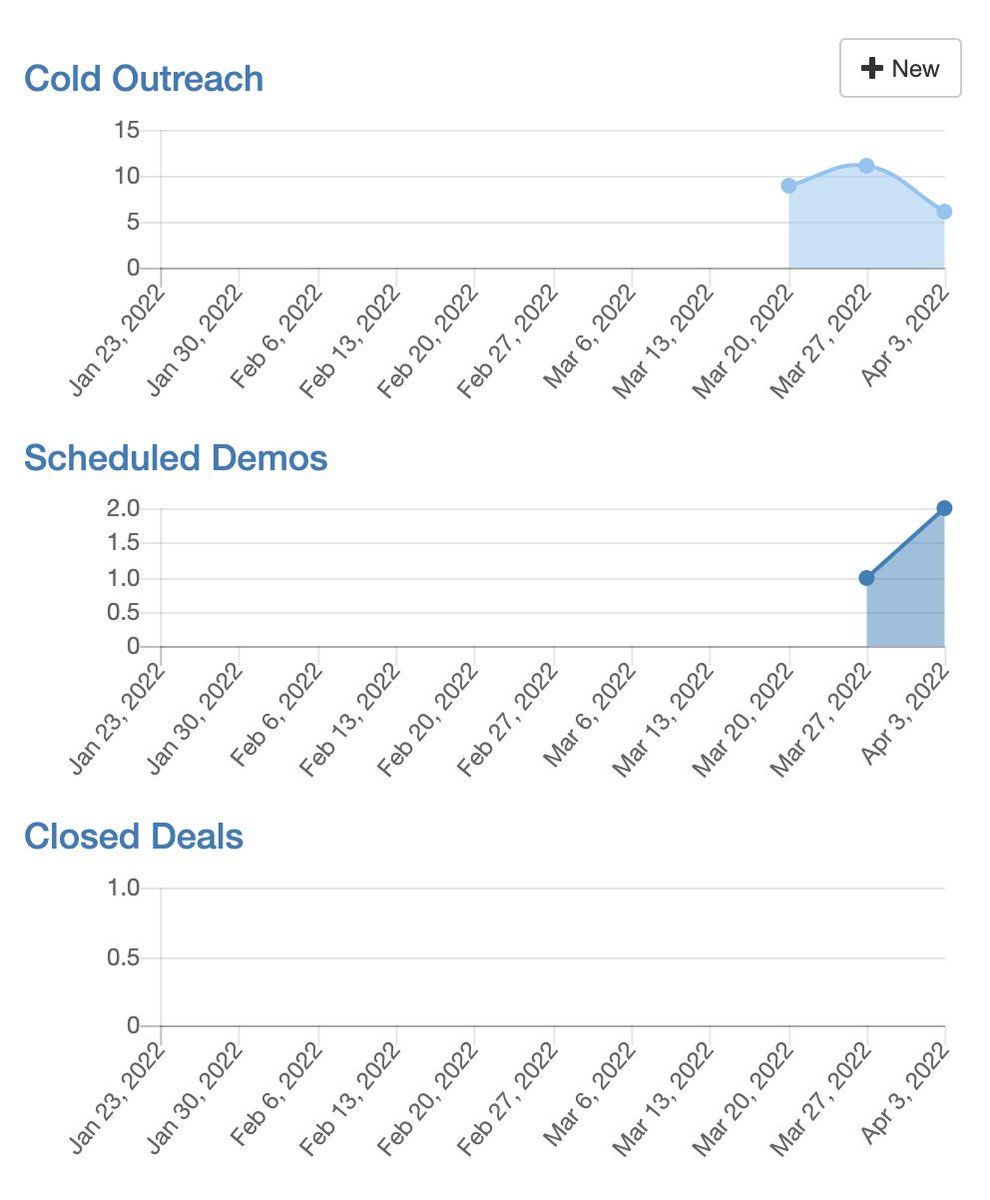 Cold Outreach
New
15
10
5
0
Jan 23, 2022
Jan 30, 2022
Feb 6, 2022
Feb 13, 2022
Feb 20, 2022
Feb 27, 2022
Mar 6, 2022
Mar 13, 2022
Mar 20, 2022
Mar 27, 2022
Apr 3, 2022
Scheduled Demos
2.0
1.5
1.0
0.5
0
Jan 23, 2022
Jan 30, 2022
Feb 6, 2022
Feb 13, 2022
Feb 20, 2022
Feb 27, 2022
Mar 6, 2022
Mar 13, 2022
Mar 20, 2022
Mar 27, 2022
Apr 3, 2022
Closed Deals
1.0
0.5
0
Jan 23, 2022
Jan 30, 2022
Feb 6, 2022
Feb 13, 2022
Feb 20, 2022
Feb 27, 2022
Mar 6, 2022
Mar 13, 2022
Mar 20, 2022
Mar 27, 2022
Apr 3, 2022